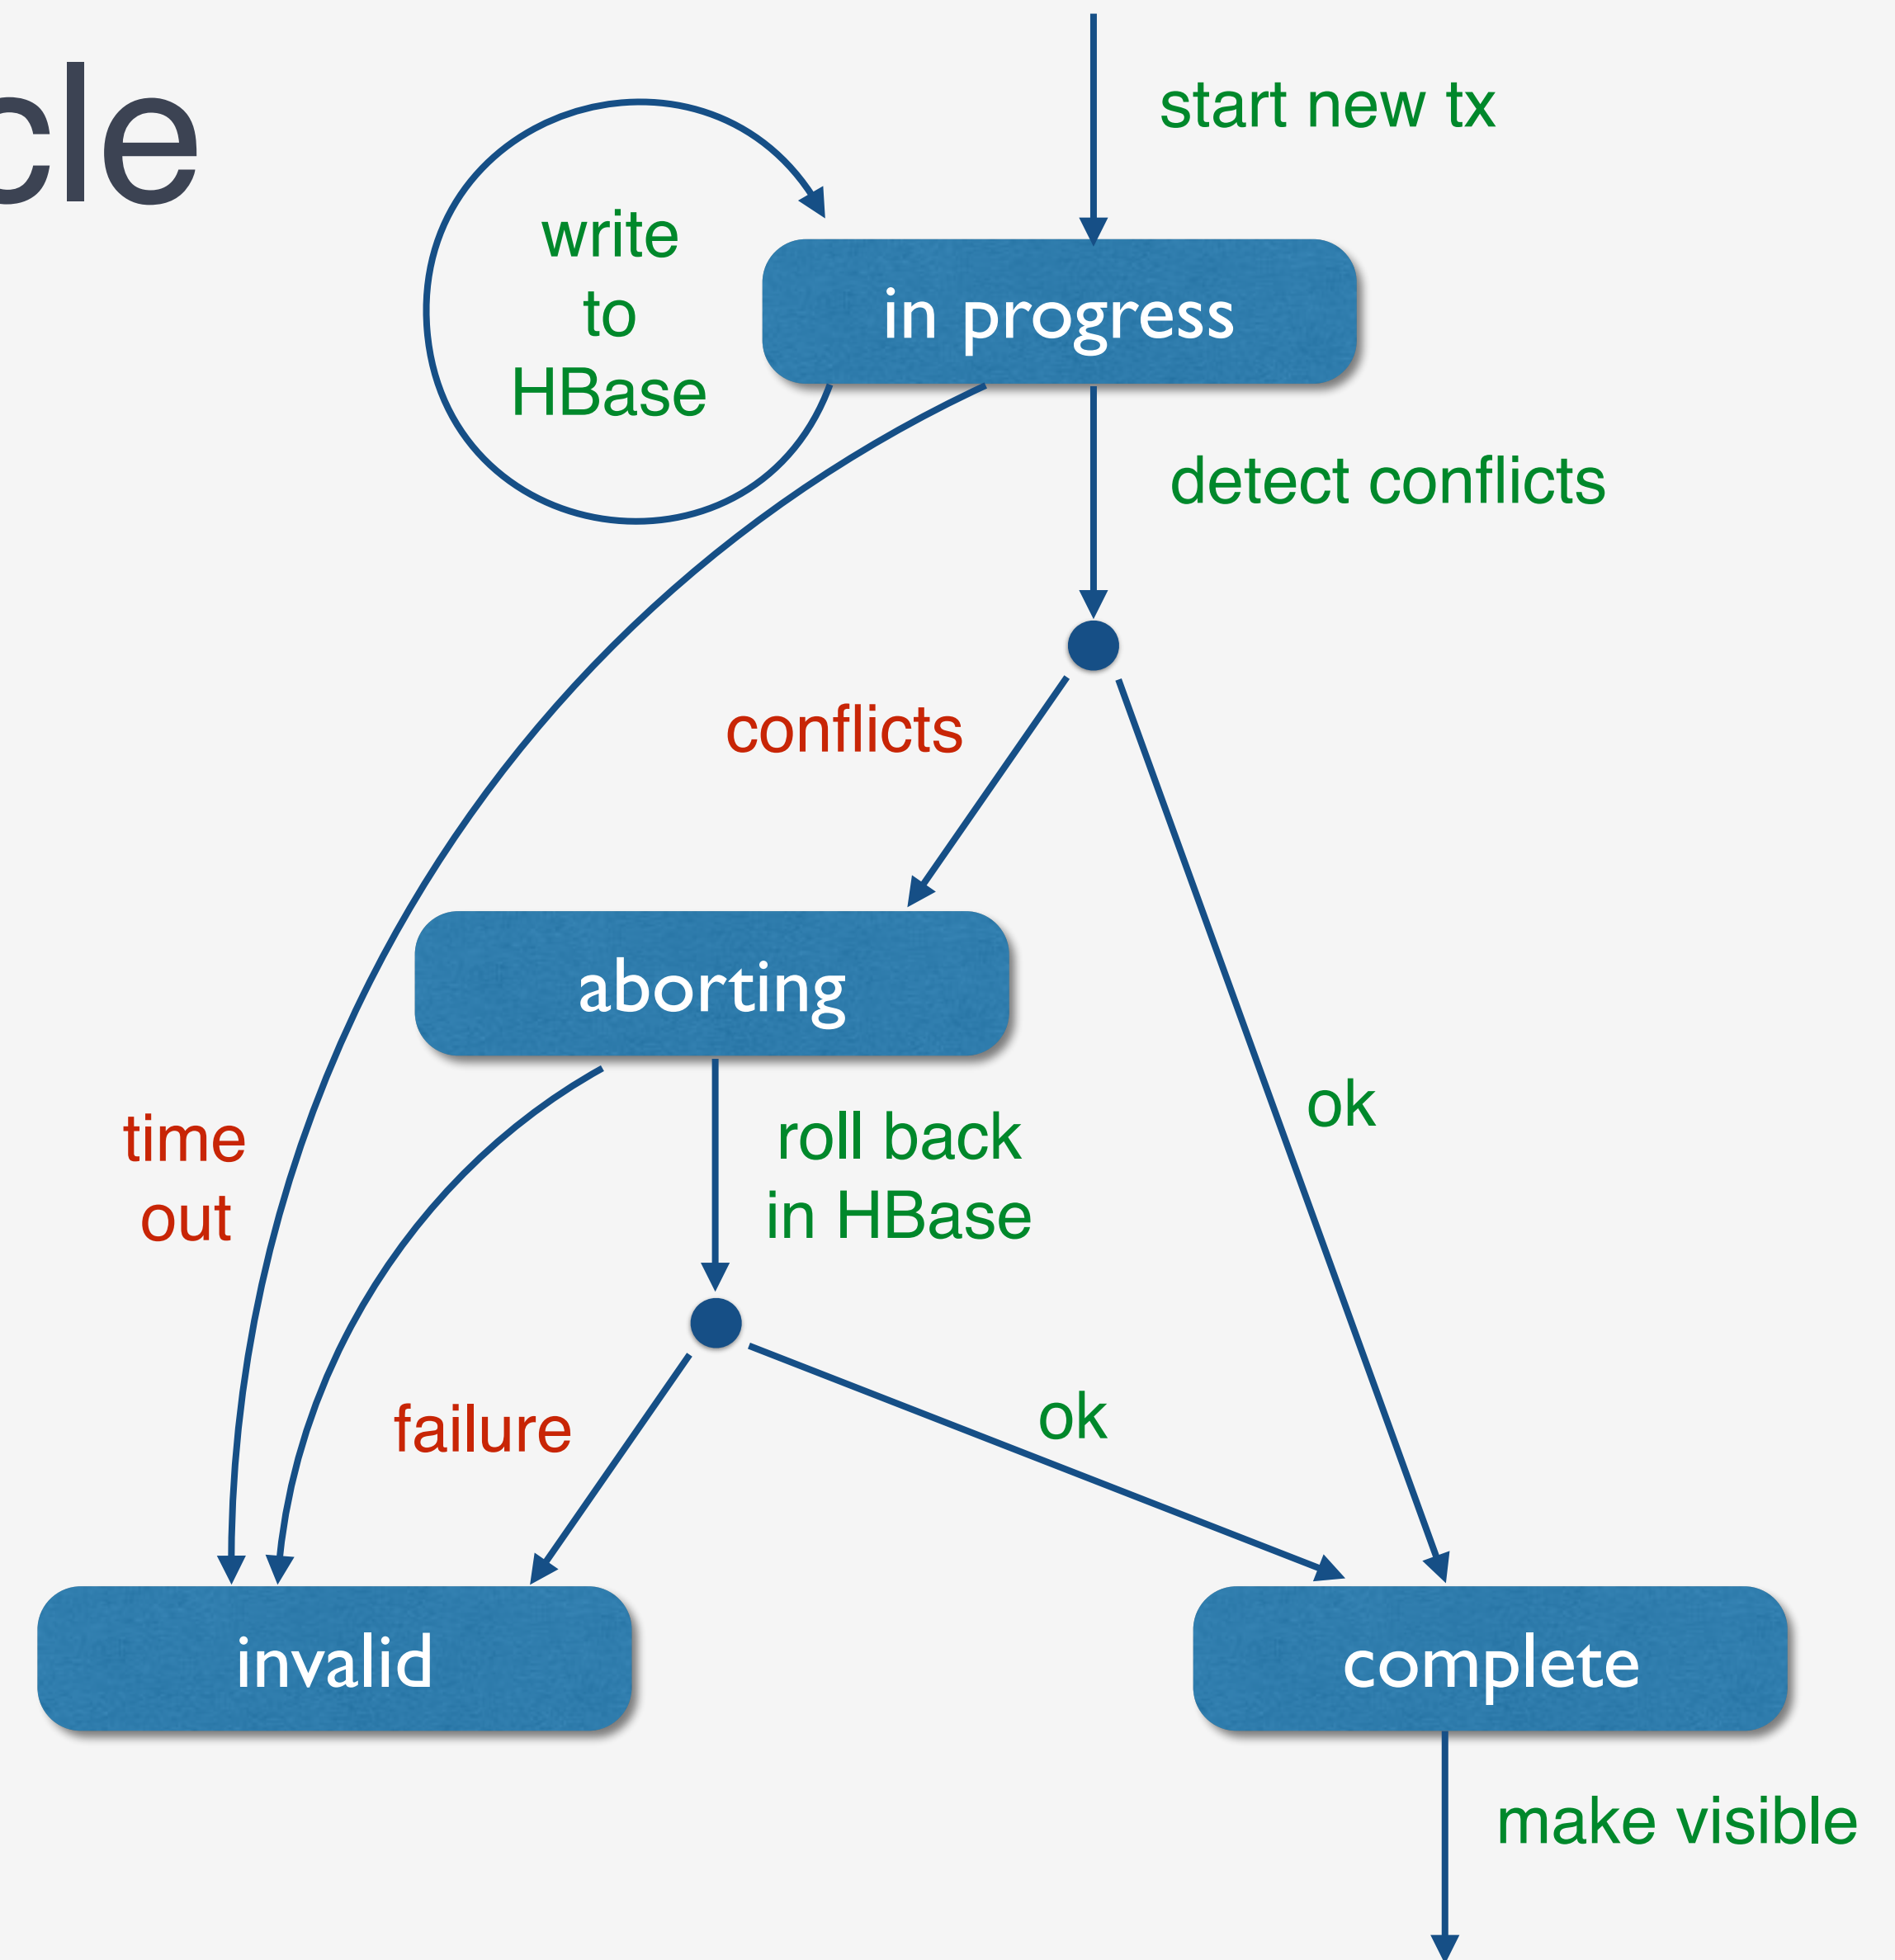 cle
start new tx
write
to
HBase
in progress
detect conflicts
conflicts
aborting
time
out
roll back
in HBase
ok
failure
ok
invalid
complete
make visible